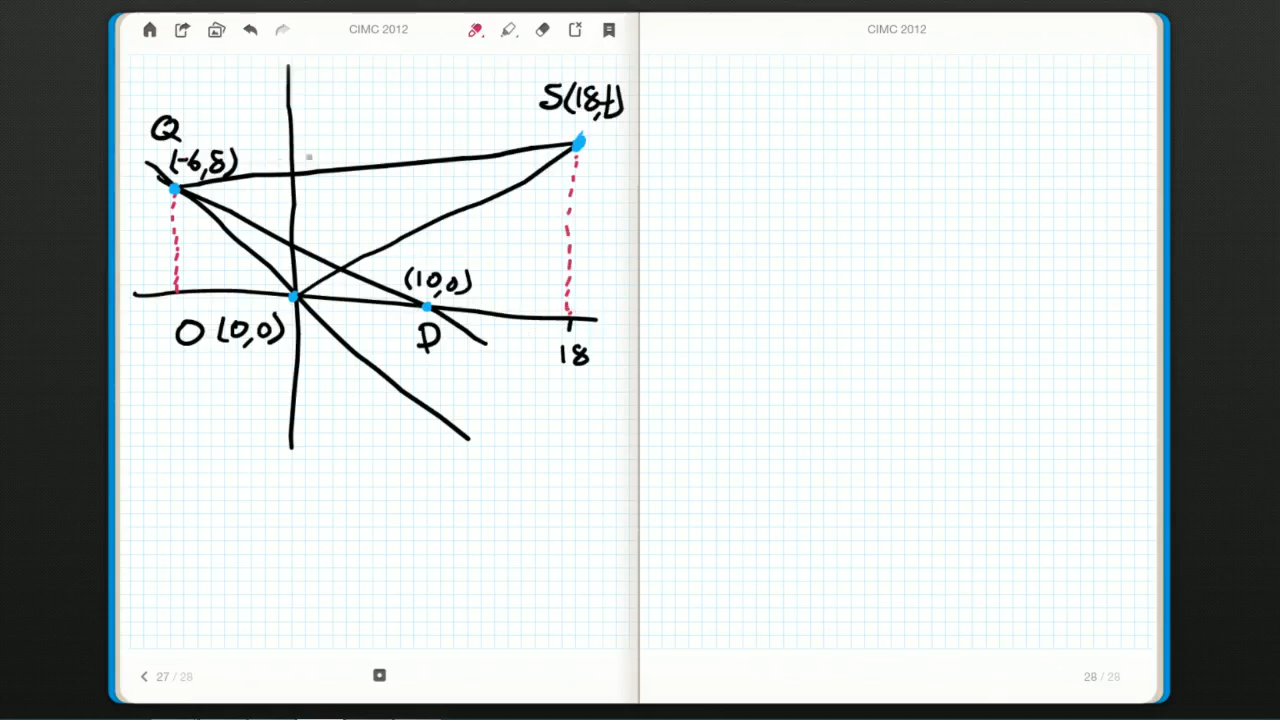 CIMC 2012
CIMC 2012
S(18,t)
Q
(-6,8)
(10,0)
O (0,0)
D
18
27 / 28
28 / 28